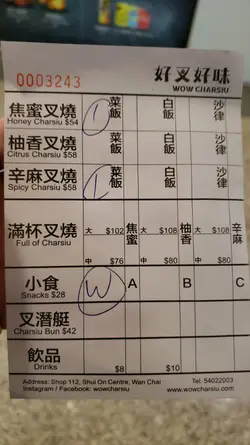 0003243
好叉好味
WOW CHARSIU
焦蜜叉燒 菜飯 白飯 沙律
Honey Charsiu $54
柚香叉燒 菜飯 白飯 沙律
Citrus Charsiu $58
辛麻叉燒 菜飯 白飯 沙律
Spicy Charsiu $58
滿杯叉燒 大 $102 焦蜜 大 $108 柚香 大 $108 辛麻
Full of Charsiu 中 $76 中 $80 中 $80
小食 W A B C
Snacks $28
叉潛艇
Charsiu Bun $42
飲品
Drinks $8 $10
Address: Shop 112, Shui On Centre, Wan Chai Tel: 54022003
Instagram / Facebook: wowcharsiu www.wowcharsiu.com